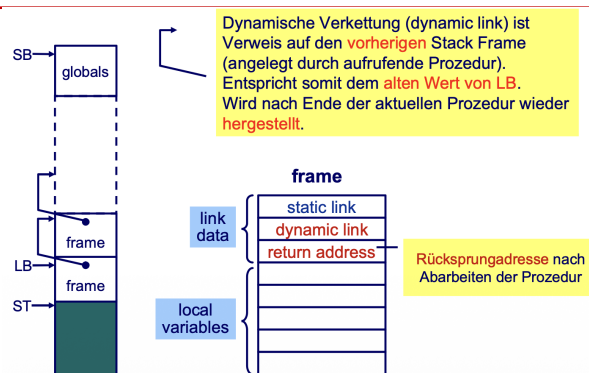 Dynamische Verkettung (dynamic link) ist
Verweis auf den vorherigen Stack Frame
(angelegt durch aufrufende Prozedur).
Entspricht somit dem alten Wert von LB.
Wird nach Ende der aktuellen Prozedur wieder
hergestellt.
SB
globals
frame
LB
frame
ST
frame
link
data
static link
dynamic link
return address
Rücksprungadresse nach
Abarbeiten der Prozedur
local
variables